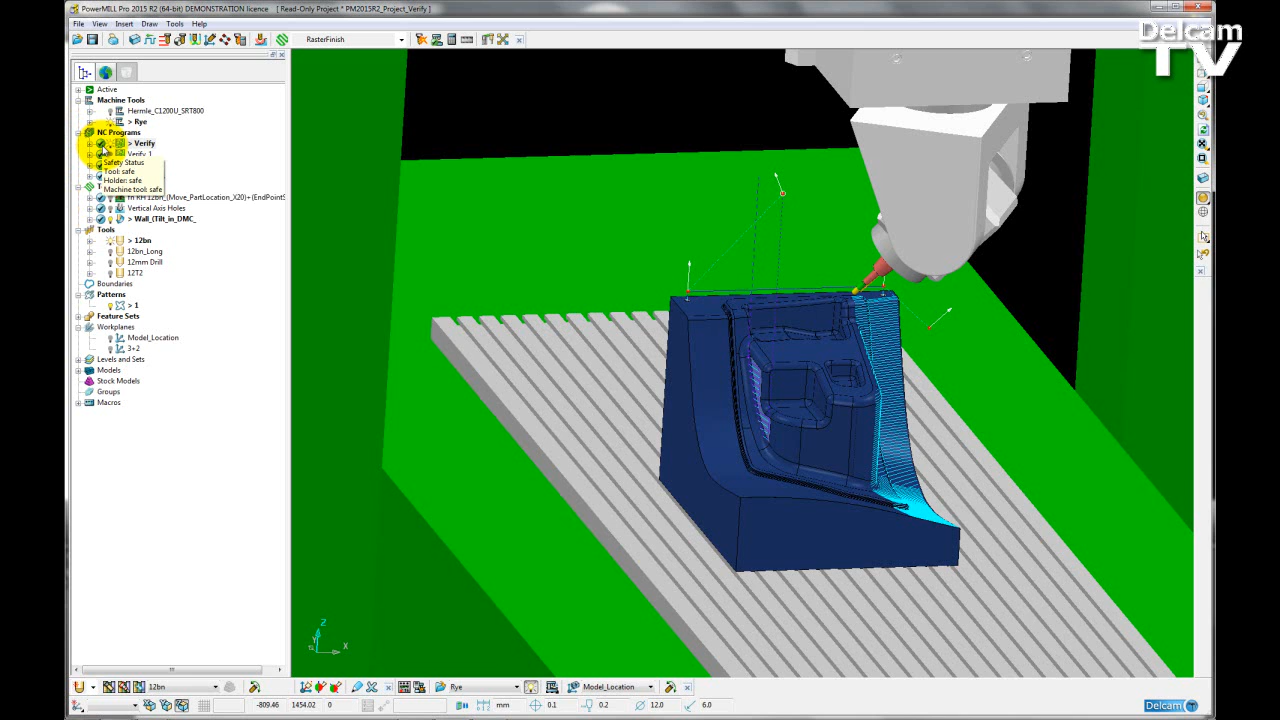 PowerMILL Pro 2015 R2 (64-bit) DEMONSTRATION licence [ Read-Only Project * PM2015R2_Project_Verify ]
Delcam
TV
File View Insert Draw Tools Help
RasterFinish
Active
Machine Tools
Hermle_C1200U_SRT800
> Rye
NC Programs
> Verify
Verify_1
Safety Status
Tool: safe
Holder: safe
Machine tool: safe
RH 12bn_(Move_PartLocation_X20)+(EndPointS
Vertical Axis Holes
> Wall_(Tilt_in_DMC_
Tools
> 12bn
12bn_Long
12mm Drill
12T2
Boundaries
Patterns
> 1
Feature Sets
Workplanes
Model_Location
3+2
Levels and Sets
Models
Stock Models
Groups
Macros
Z
Y
X
12bn
Rye
Model_Location
-809.46 1454.02 0 mm 0.1 0.2 12.0 6.0
Delcam